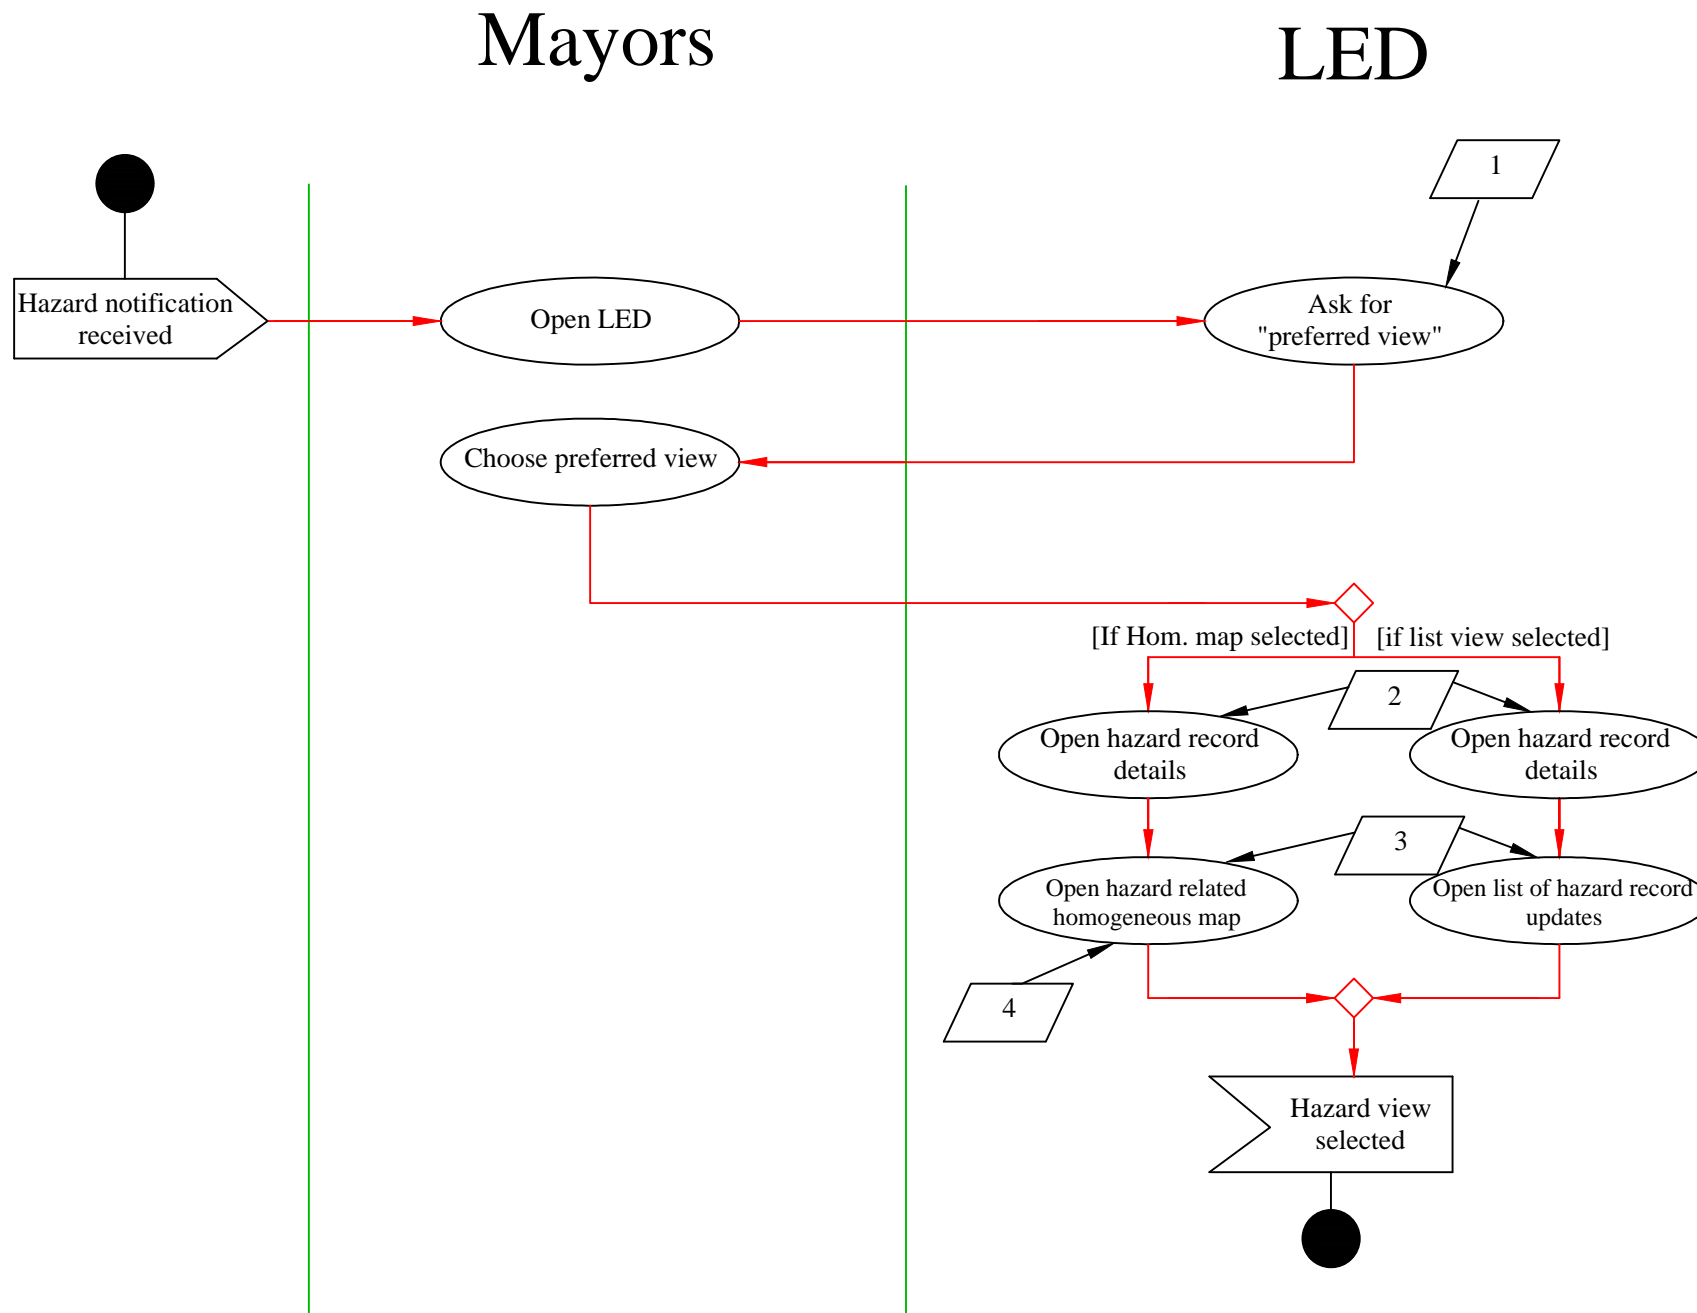 Mayors
LED
1
Hazard notification
received
Open LED
Ask for
"preferred view"
Choose preferred view
[If Hom. map selected]
[if list view selected]
2
Open hazard record
details
Open hazard record
details
3
Open hazard related
homogeneous map
Open list of hazard record
updates
4
Hazard view
selected